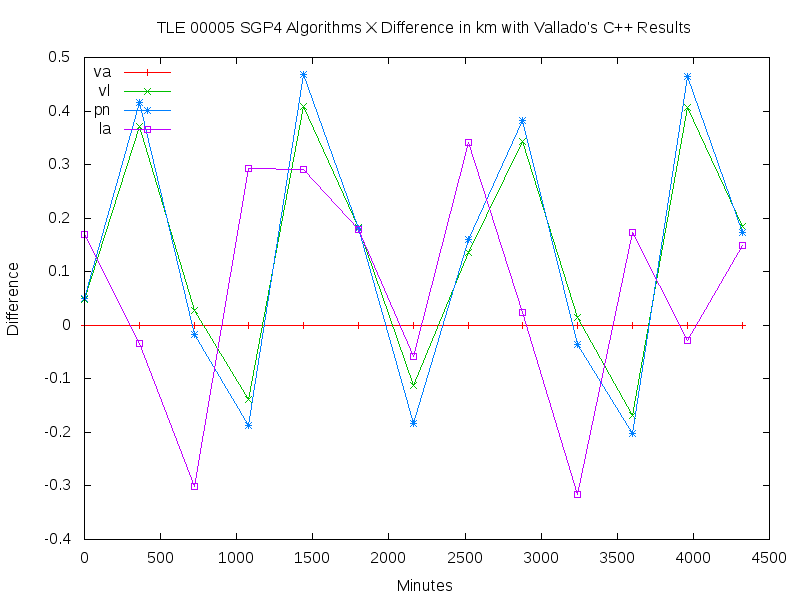 TLE 00005 SGP4 Algorithms X Difference in km with Vallado's C++ Results
0.5
va
vl
0.4
pn
la
0.3
0.2
0.1
Difference
0
-0.1
-0.2
-0.3
-0.4
0 500 1000 1500 2000 2500 3000 3500 4000 4500
Minutes